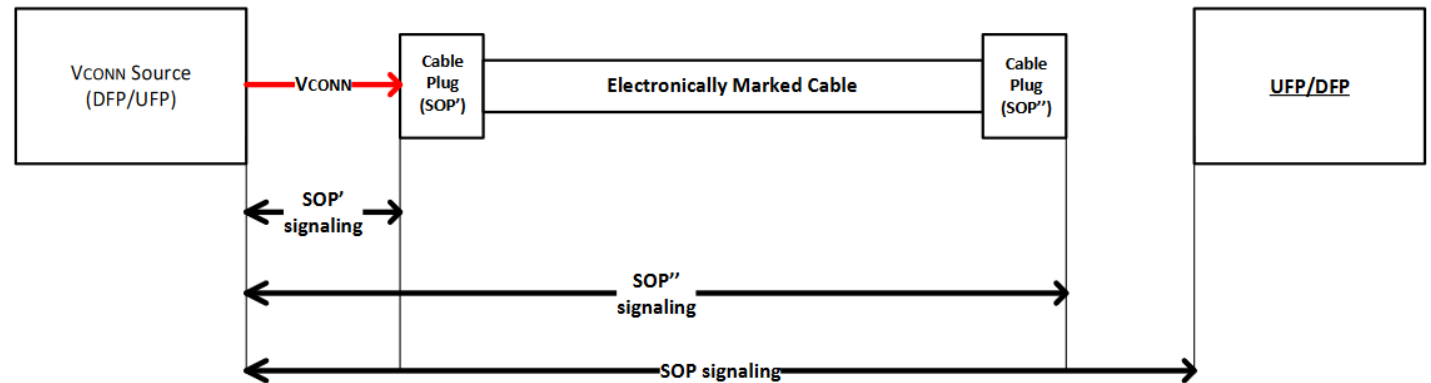 VCONN Source
(DFP/UFP)
VCONN
Cable
Plug
(SOP')
Electronically Marked Cable
Cable
Plug
(SOP'')
UFP/DFP
SOP'
signaling
SOP''
signaling
SOP signaling